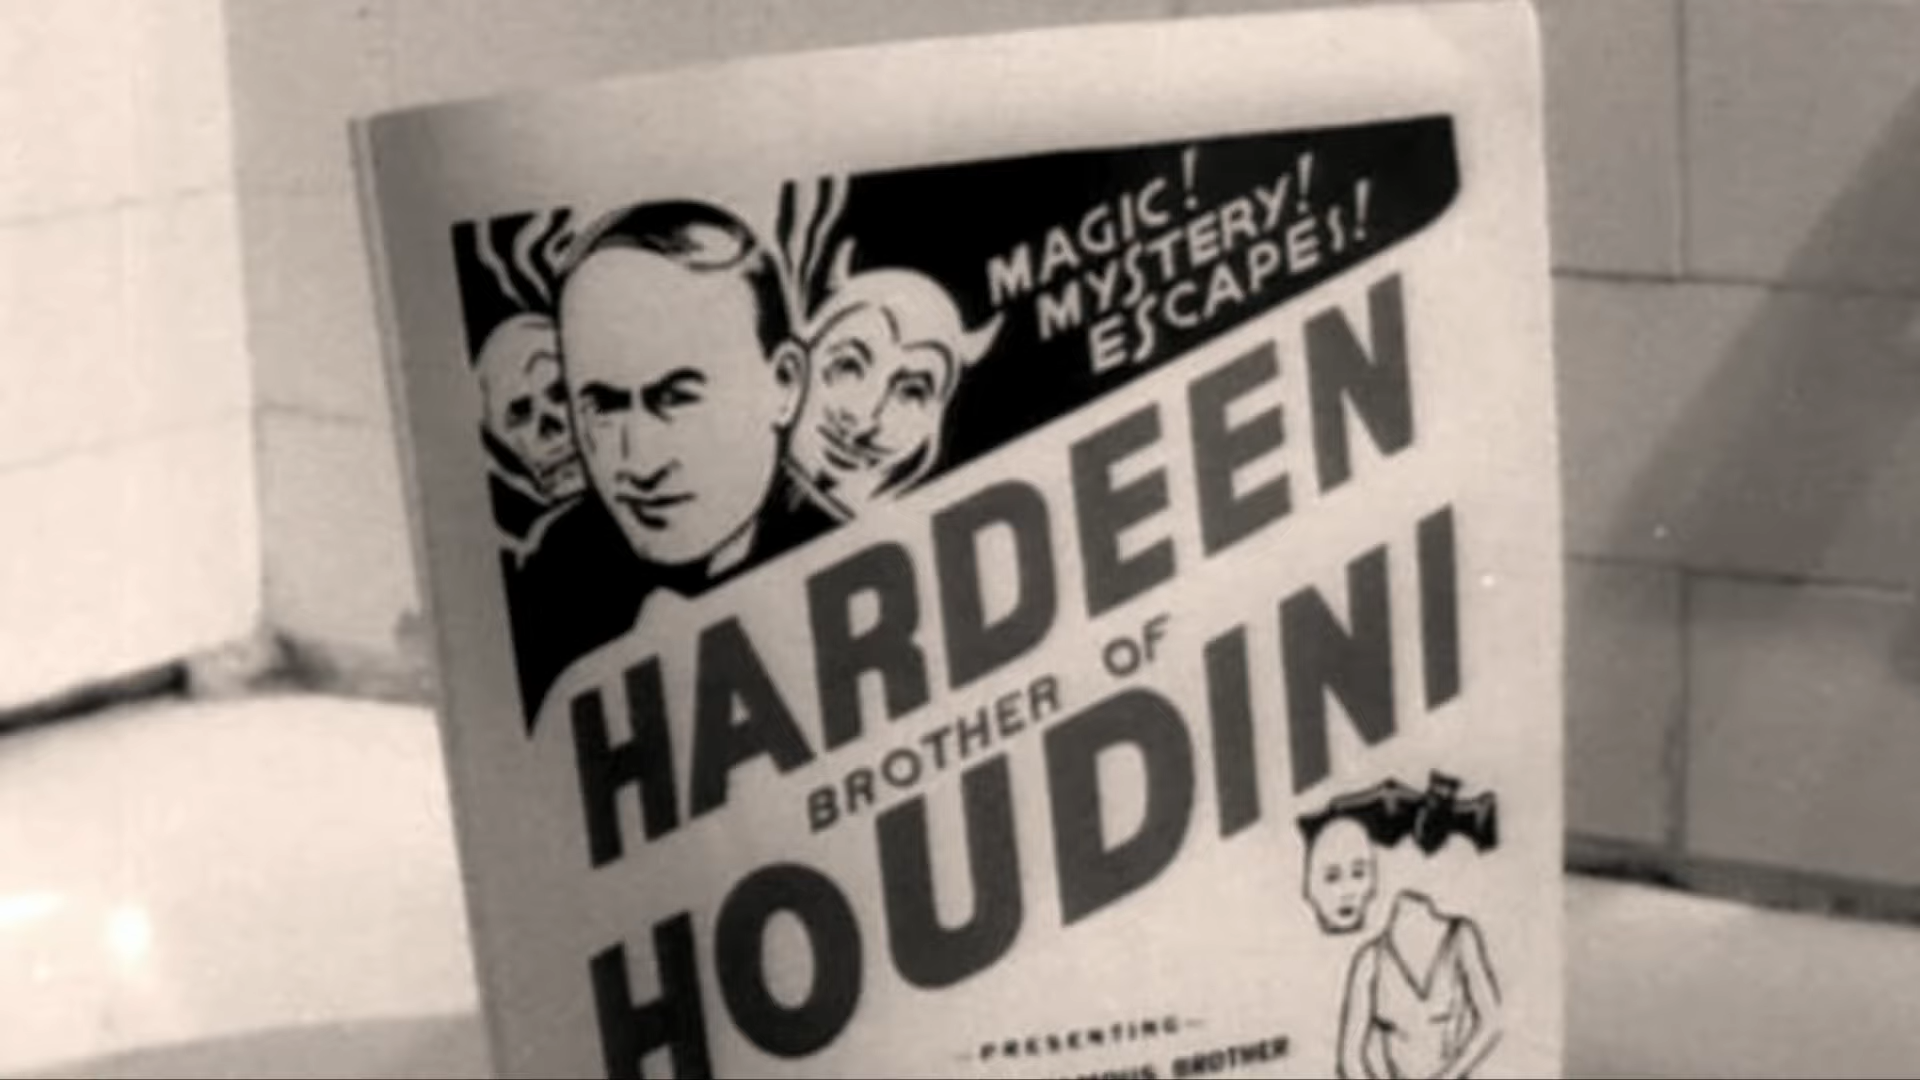 MAGIC!
MYSTERY!
ESCAPES!
HARDEEN
BROTHER OF
HOUDINI
-PRESENTING-
BROTHER